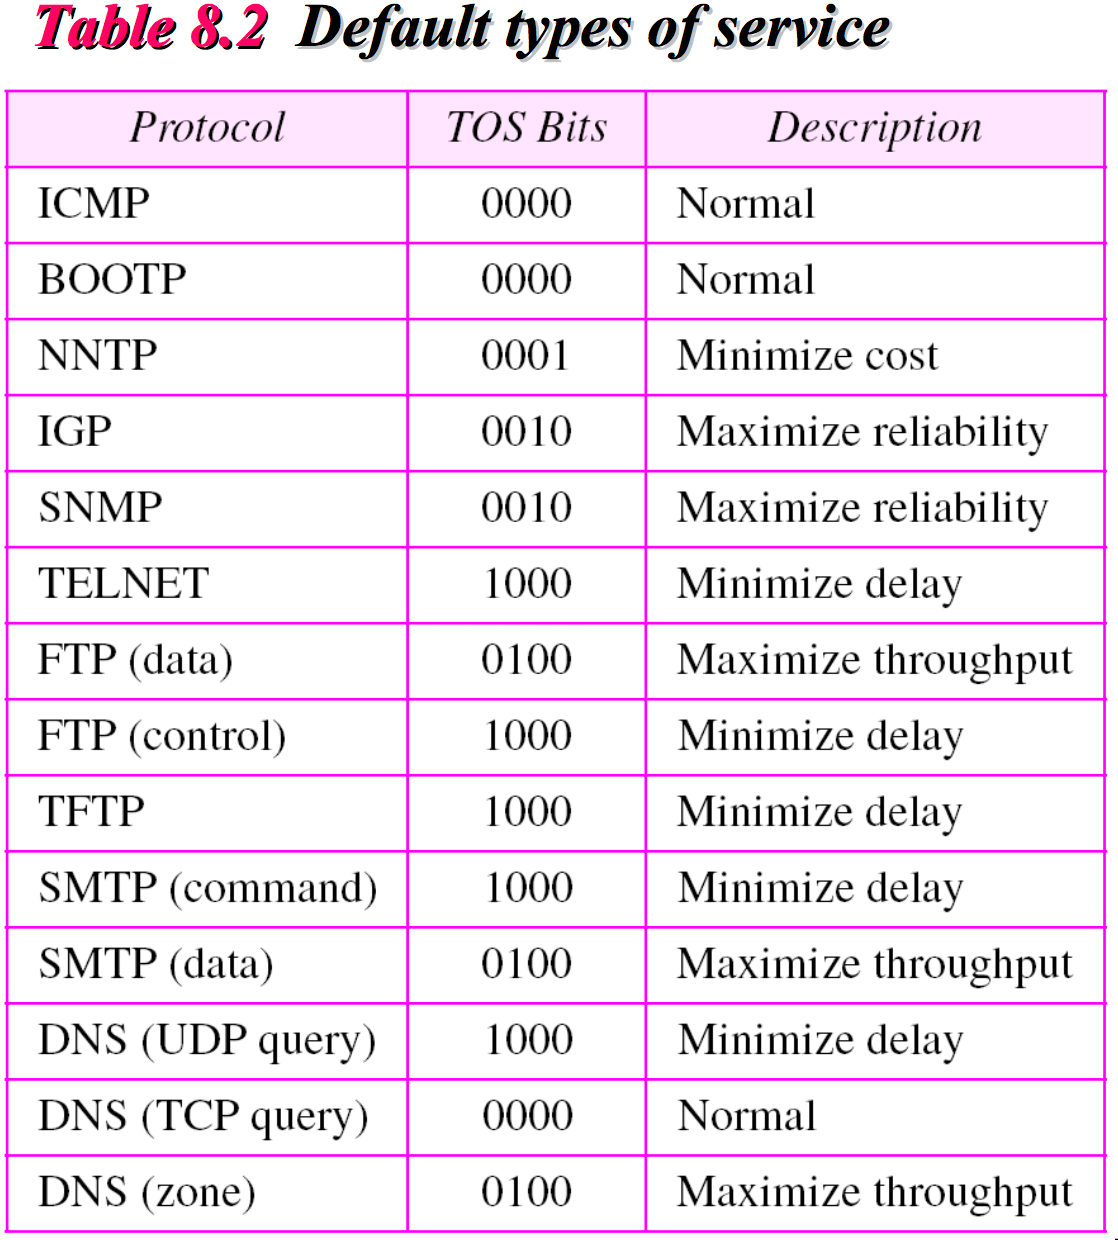 Table 8.2 Default types of service
Protocol TOS Bits Description
ICMP 0000 Normal
BOOTP 0000 Normal
NNTP 0001 Minimize cost
IGP 0010 Maximize reliability
SNMP 0010 Maximize reliability
TELNET 1000 Minimize delay
FTP (data) 0100 Maximize throughput
FTP (control) 1000 Minimize delay
TFTP 1000 Minimize delay
SMTP (command) 1000 Minimize delay
SMTP (data) 0100 Maximize throughput
DNS (UDP query) 1000 Minimize delay
DNS (TCP query) 0000 Normal
DNS (zone) 0100 Maximize throughput